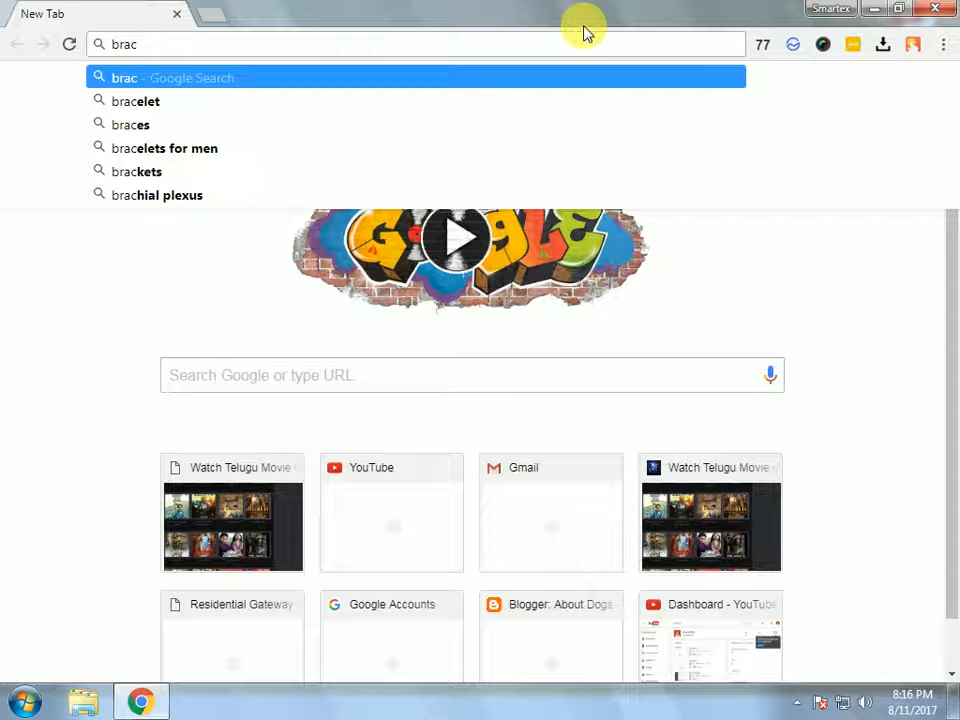 New Tab
Smartex
brac
77
brac - Google Search
bracelet
braces
bracelets for men
brackets
brachial plexus
GOOGLE
Search Google or type URL
Watch Telugu Movie
YouTube
Gmail
Watch Telugu Movie
Residential Gateway
Google Accounts
Blogger: About Dogs
Dashboard - YouTube
8:16 PM
8/11/2017